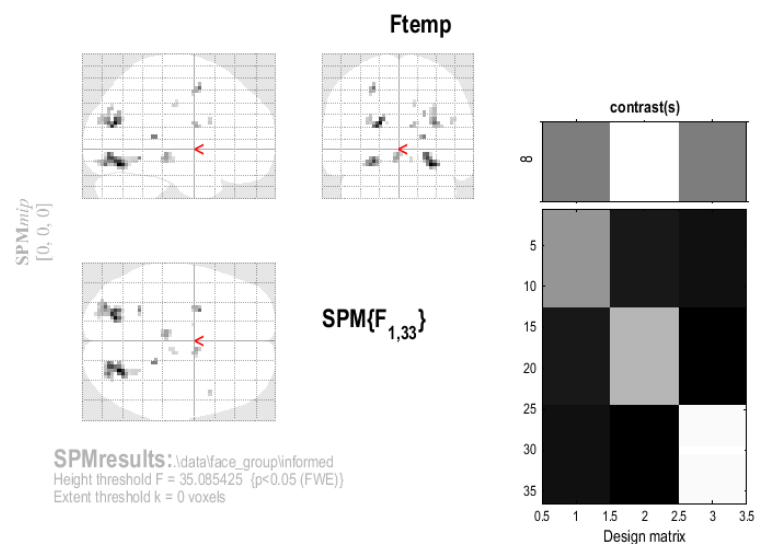 Ftemp
SPMmip
[0, 0, 0]
<
<
<
SPM{F1,33}
SPMresults:.\data\face_group\informed
Height threshold F = 35.085425 {p<0.05 (FWE)}
Extent threshold k = 0 voxels
contrast(s)
8
5
10
15
20
25
30
35
0.5 1 1.5 2 2.5 3 3.5
Design matrix